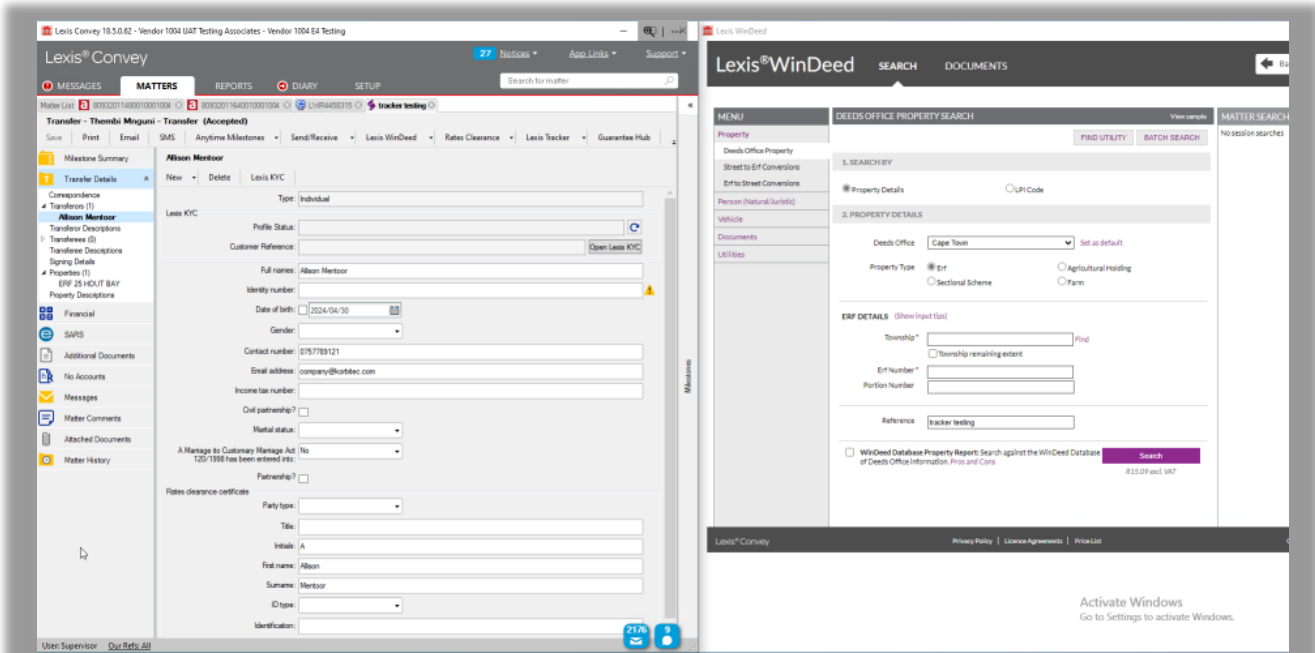 Lexis Convey 18.5.0.62 - Vendor 1004 UAT Testing Associates - Vendor 1004 E4 Testing
Lexis® Convey
27 Notices
App Links
Support
MESSAGES
MATTERS
REPORTS
DIARY
SETUP
Search for matter
Matter List
80932011480010001004
80932011640010001004
tracker testing
Transfer - Thembi Mnguni - Transfer (Accepted)
Save Print Email SMS Anytime Milestones Send/Receive Lexis WinDeed Rates Clearance Lexis Tracker Guarantee Hub
Milestone Summary
Transfer Details
Correspondence
Transferors (1)
Allison Mentoor
Transferor Descriptions
Transferees (0)
Transferee Descriptions
Signing Details
Properties (1)
ERF 25 HOUT BAY
Property Descriptions
Financial
SARS
Additional Documents
No Accounts
Messages
Matter Comments
Attached Documents
Matter History
Allison Mentoor
New Delete Lexis KYC
Type: Individual
Lexis KYC
Profile Status:
Customer Reference: Open Lexis KYC
Full names: Allison Mentoor
Identity number:
Date of birth: 2024/04/30
Gender:
Contact number: 0757789121
Email address: company@korbitec.com
Income tax number:
Civil partnership?
Marital status:
A Marriage ito Customary Marriage Act No
120/1998 has been entered into:
Partnership?
Rates clearance certificate
Party type:
Title:
Initials: A
First name: Allison
Surname: Mentoor
ID type:
Identification:
2176
9
User: Supervisor Our Refs: All
Milestones
Lexis WinDeed
Lexis® WinDeed
SEARCH
DOCUMENTS
Ba
MENU
Property
Deeds Office Property
Street to Erf Conversions
Erf to Street Conversions
Person (Natural/Juristic)
Vehicle
Documents
Utilities
DEEDS OFFICE PROPERTY SEARCH
View sample
FIND UTILITY
BATCH SEARCH
1. SEARCH BY
Property Details
LPI Code
2. PROPERTY DETAILS
Deeds Office Cape Town Set as default
Property Type Erf Agricultural Holding
Sectional Scheme Farm
ERF DETAILS (Show input tips)
Township * Find
Township remaining extent
Erf Number *
Portion Number
Reference tracker testing
WinDeed Database Property Report: Search against the WinDeed Database
of Deeds Office information. Pros and Cons
Search
R15.09 excl. VAT
MATTER SEARCH
No session searches
Lexis® Convey
Privacy Policy | Licence Agreements | Price List
Activate Windows
Go to Settings to activate Windows.